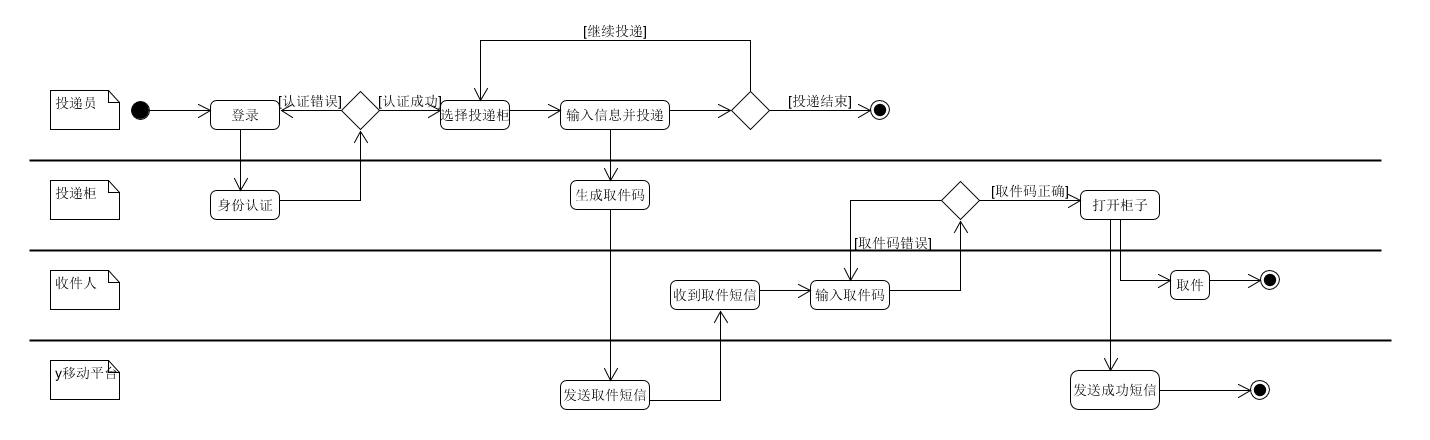 [继续投递]
投递员
登录
[认证错误]
[认证成功]
选择投递柜
输入信息并投递
[投递结束]
投递柜
身份认证
生成取件码
[取件码正确]
打开柜子
[取件码错误]
收件人
收到取件短信
输入取件码
取件
y移动平台
发送取件短信
发送成功短信